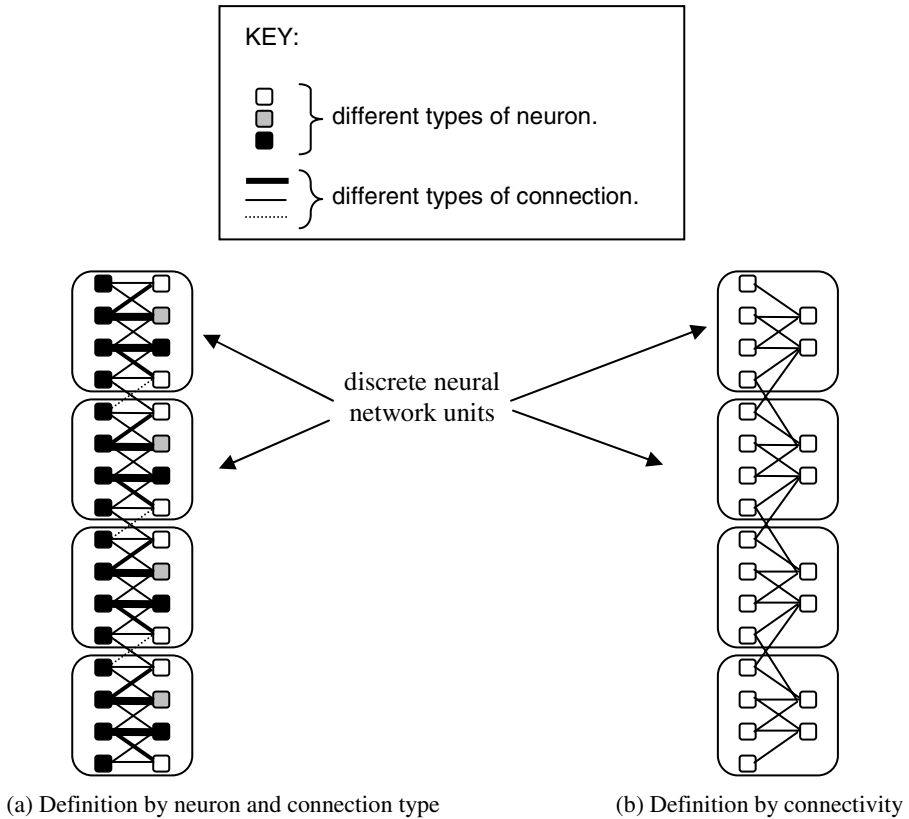 KEY:
different types of neuron.
different types of connection.
discrete neural
network units
(a) Definition by neuron and connection type
(b) Definition by connectivity